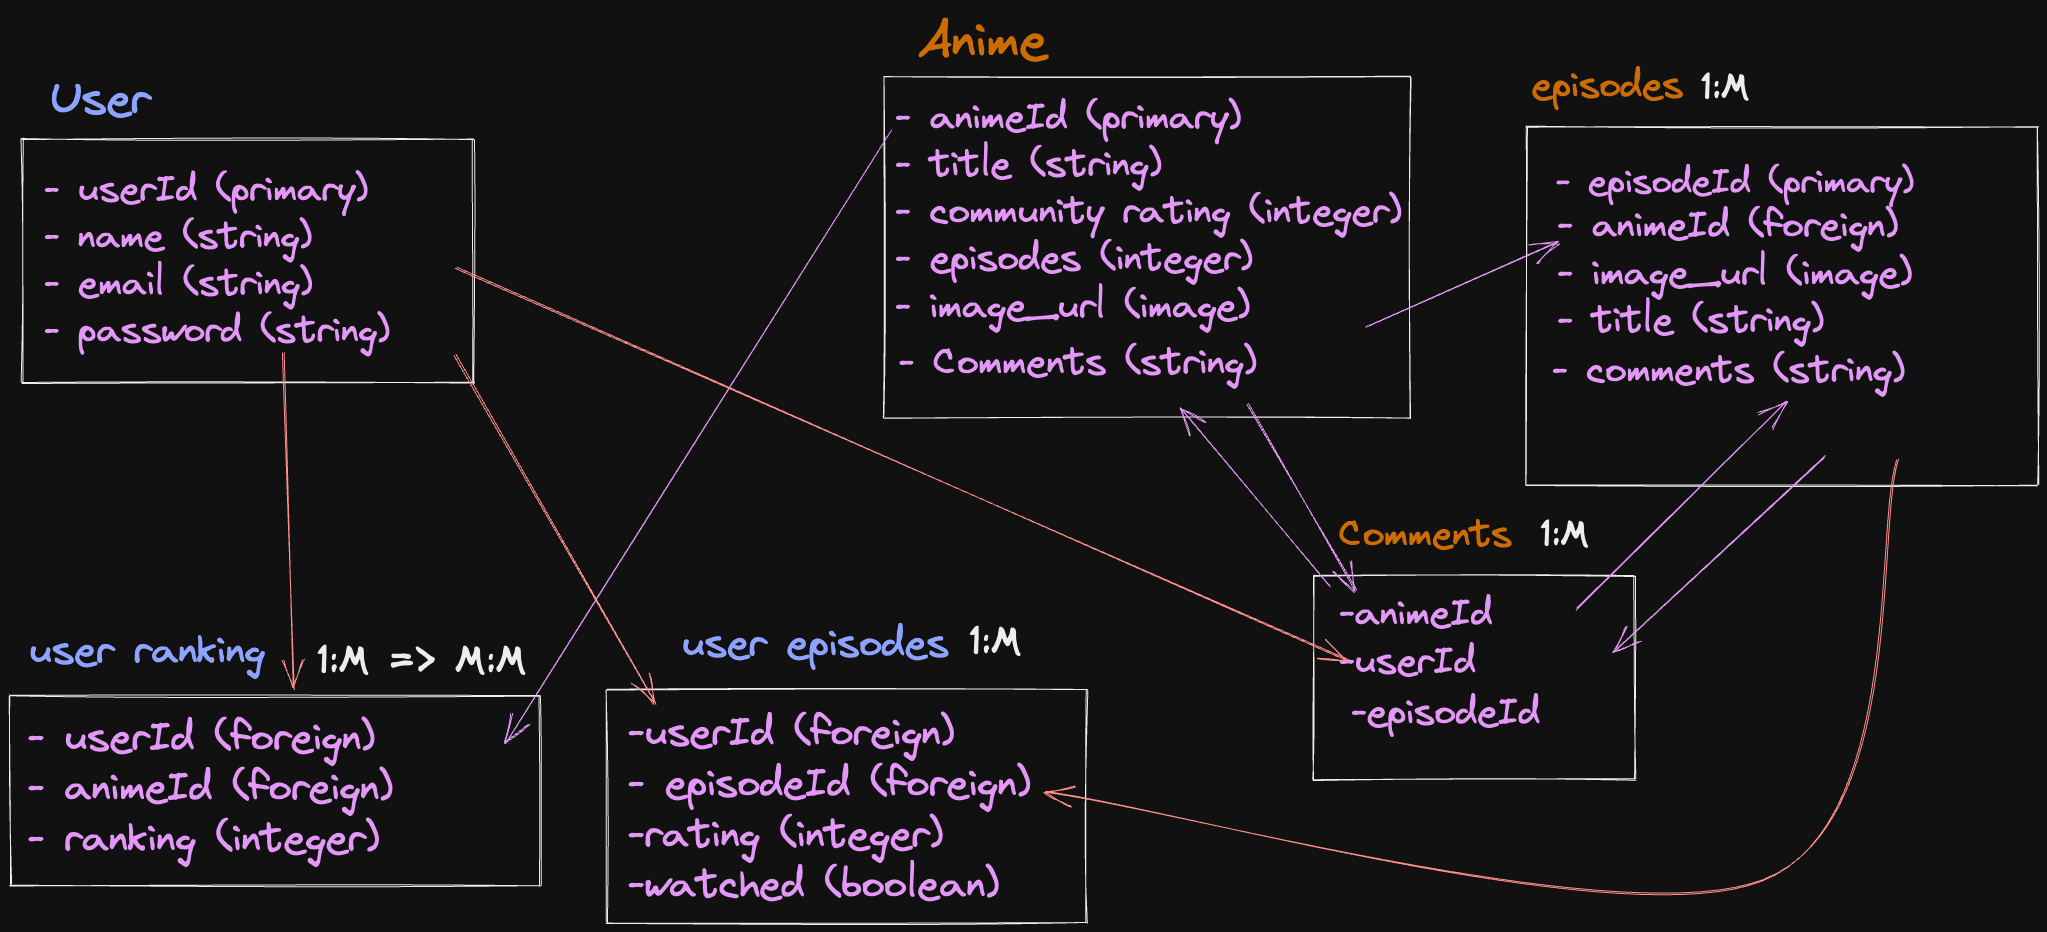 Anime
User
episodes 1:M
- userId (primary)
- name (string)
- email (string)
- password (string)
- animeId (primary)
- title (string)
- community rating (integer)
- episodes (integer)
- image_url (image)
- Comments (string)
- episodeId (primary)
- animeId (foreign)
- image_url (image)
- title (string)
- comments (string)
Comments 1:M
-animeId
-userId
-episodeId
user ranking 1:M => M:M
- userId (foreign)
- animeId (foreign)
- ranking (integer)
user episodes 1:M
-userId (foreign)
- episodeId (foreign)
-rating (integer)
-watched (boolean)